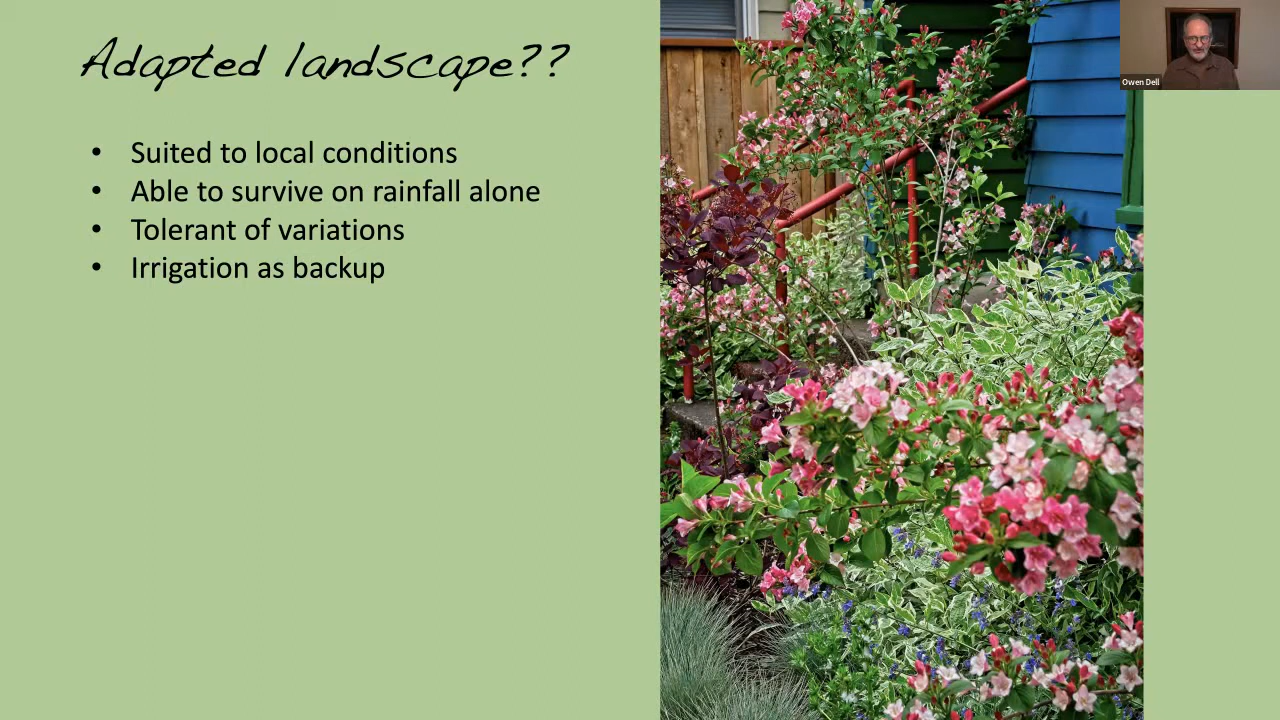 Adapted landscape??
• Suited to local conditions
• Able to survive on rainfall alone
• Tolerant of variations
• Irrigation as backup
Owen Dell